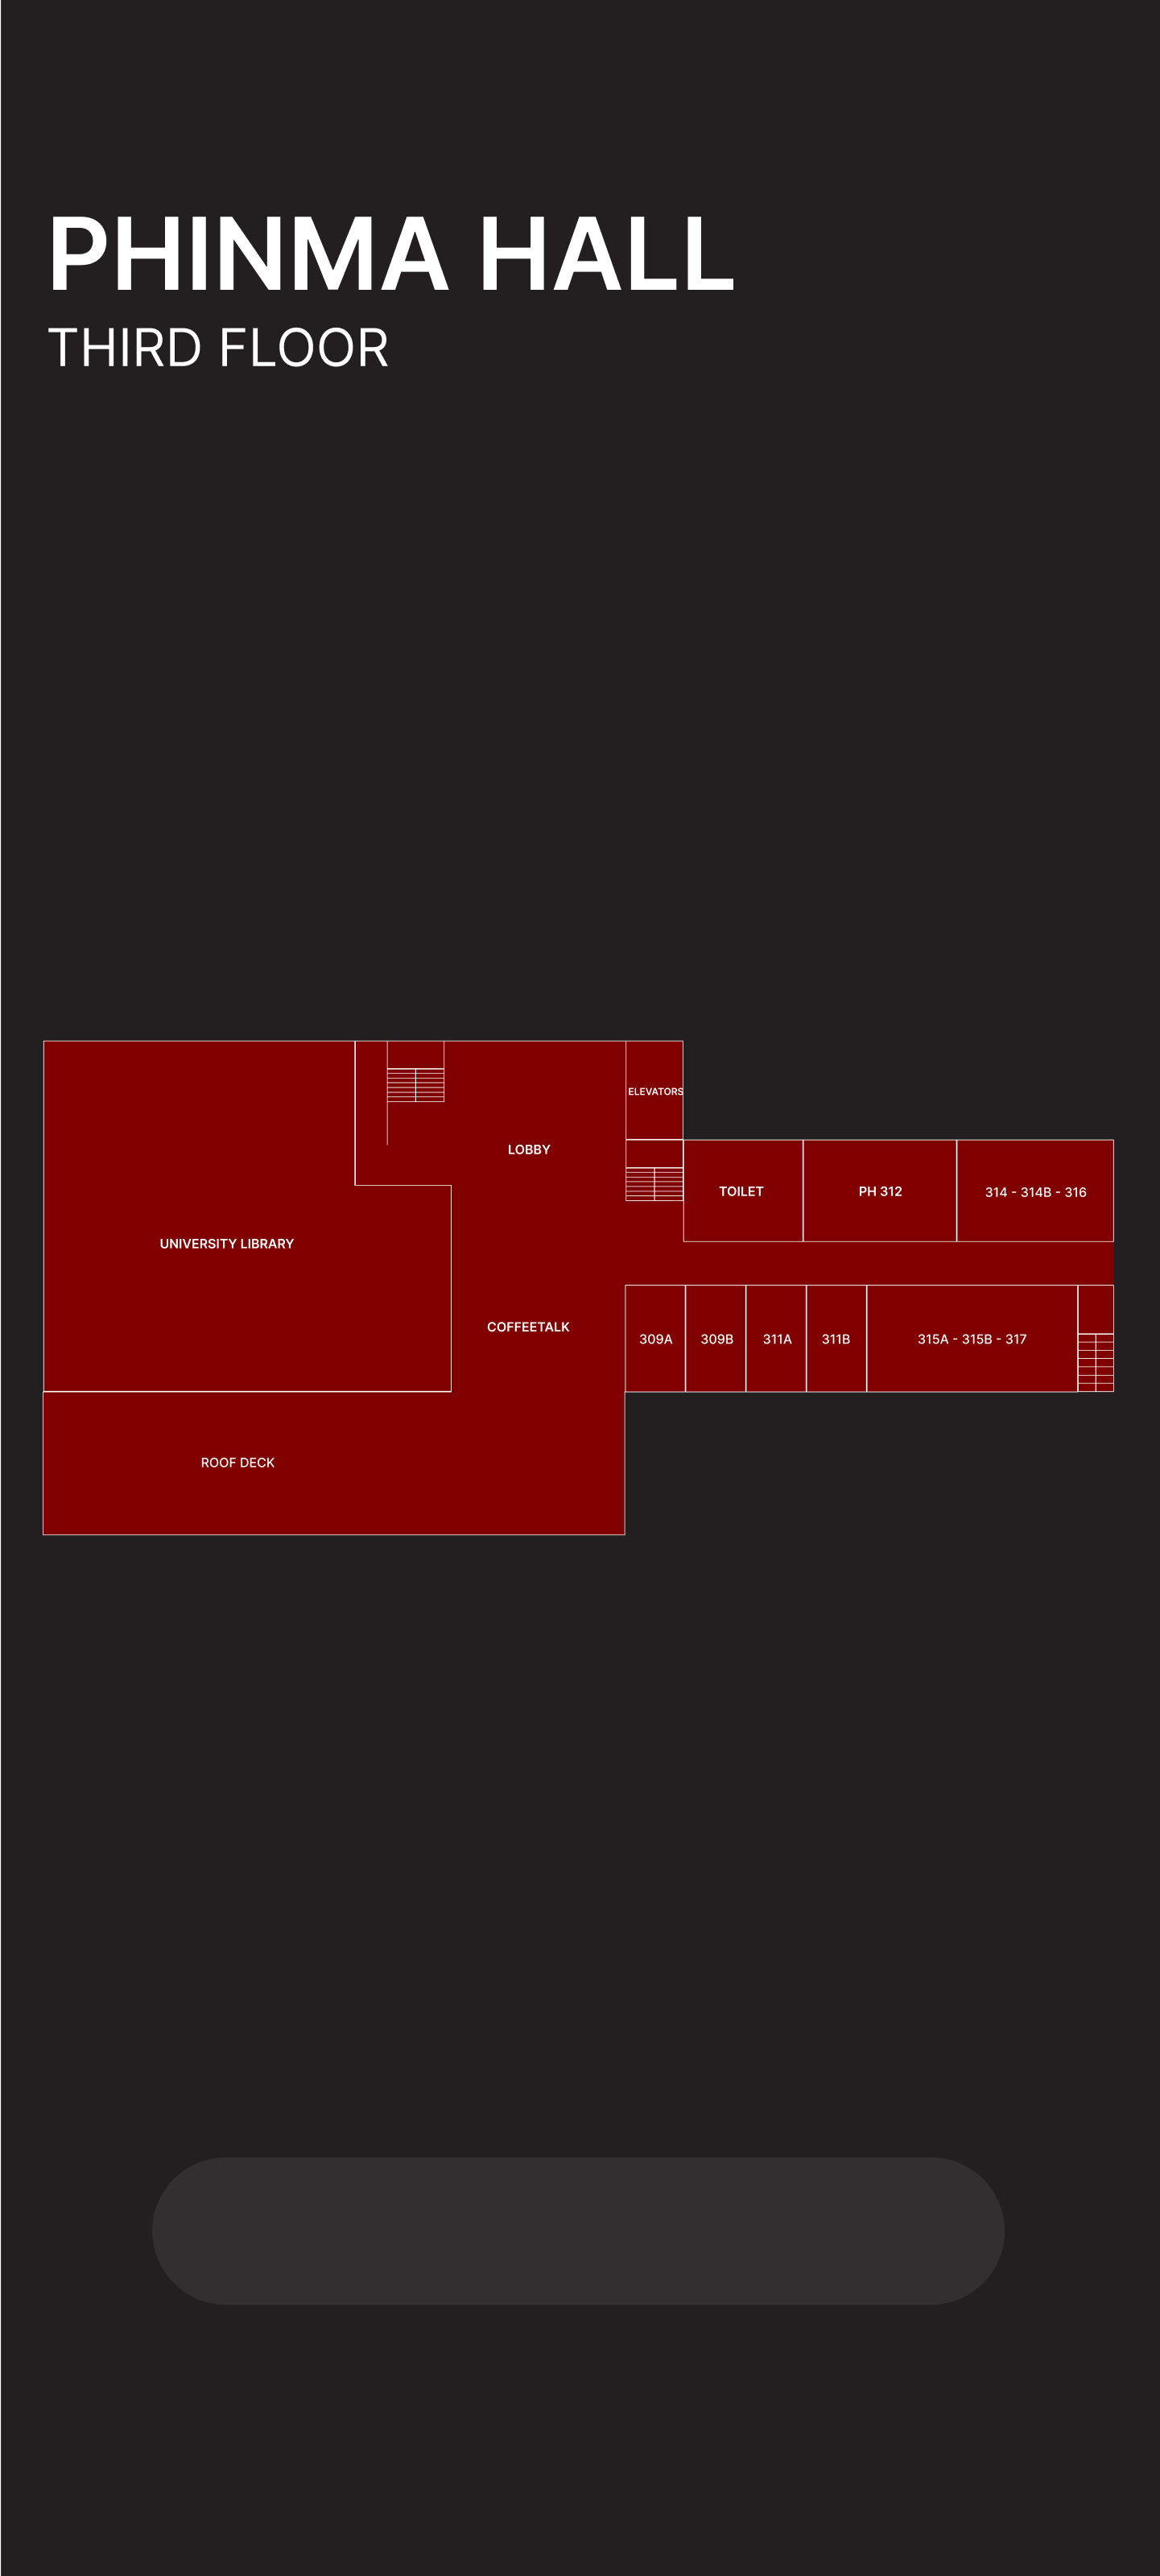 PHINMA HALL
THIRD FLOOR
ELEVATORS
LOBBY
TOILET
PH 312
314 - 314B - 316
UNIVERSITY LIBRARY
COFFEETALK
309A
309B
311A
311B
315A - 315B - 317
ROOF DECK